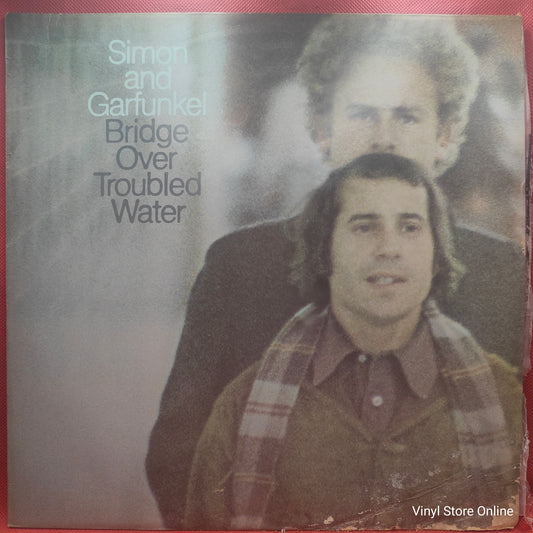 Simon
and
Garfunkel
Bridge
Over
Troubled
Water
Vinyl Store Online